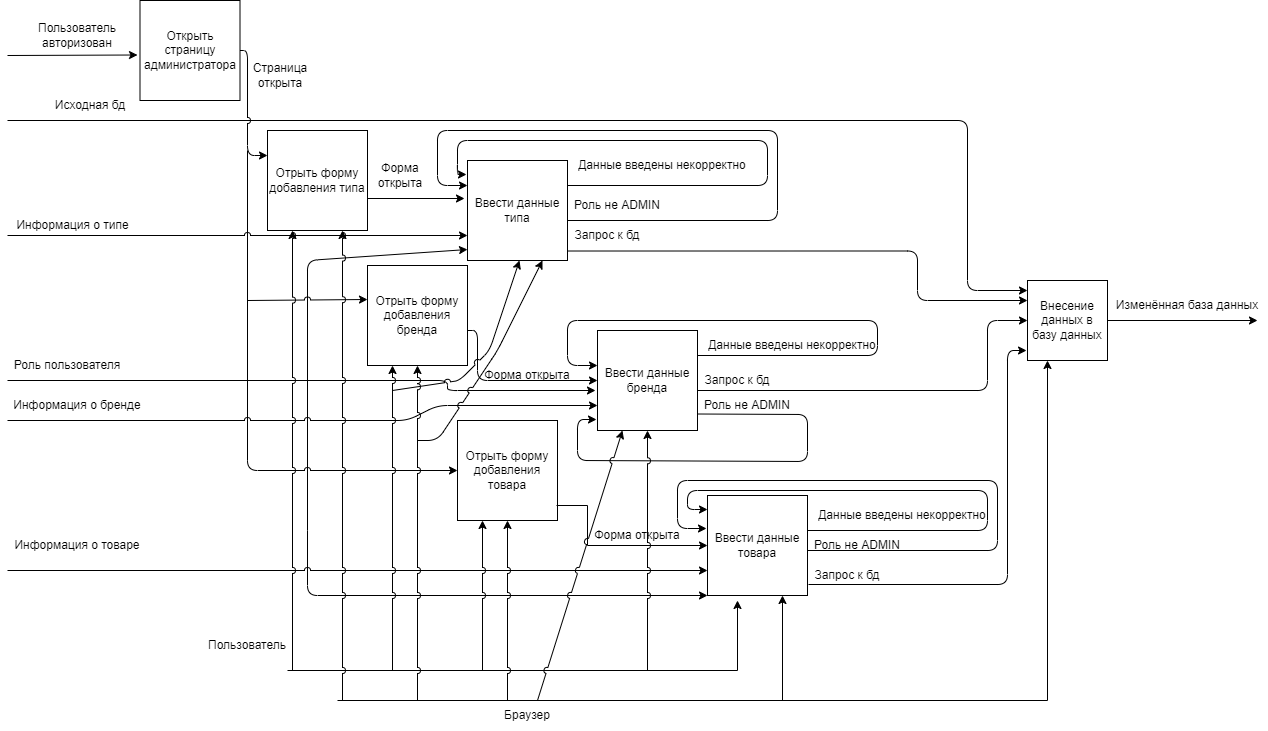 Пользователь
авторизован
Открыть
страницу
администратора
Страница
открыта
Исходная бд
Отрыть форму
добавления типа
Форма
открыта
Ввести данные
типа
Данные введены некорректно
Роль не ADMIN
Запрос к бд
Информация о типе
Отрыть форму
добавления
бренда
Внесение
данных в
базу данных
Изменённая база данных
Роль пользователя
Форма открыта
Ввести данные
бренда
Данные введены некорректно
Запрос к бд
Роль не ADMIN
Информация о бренде
Отрыть форму
добавления
товара
Форма открыта
Ввести данные
товара
Данные введены некорректно
Роль не ADMIN
Запрос к бд
Информация о товаре
Пользователь
Браузер